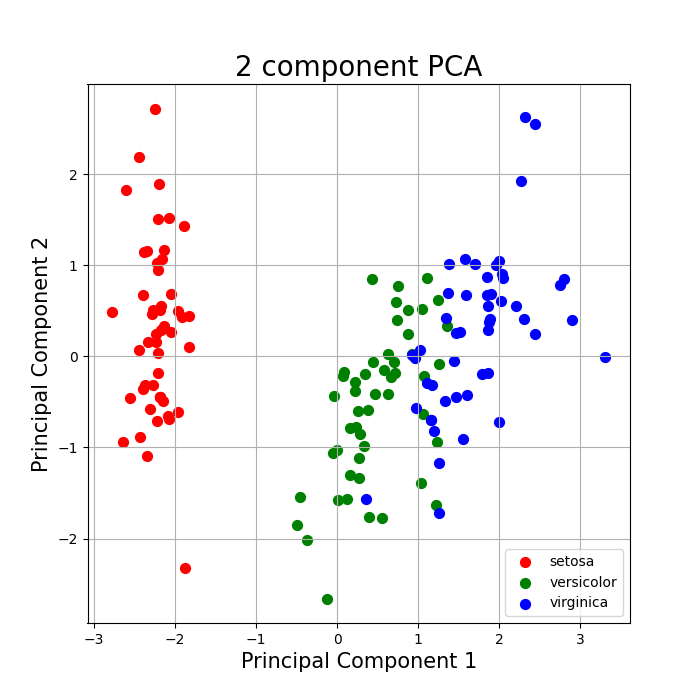 2 component PCA
Principal Component 2
2
1
0
−1
−2
−3
−2
−1
0
1
2
3
Principal Component 1
setosa
versicolor
virginica